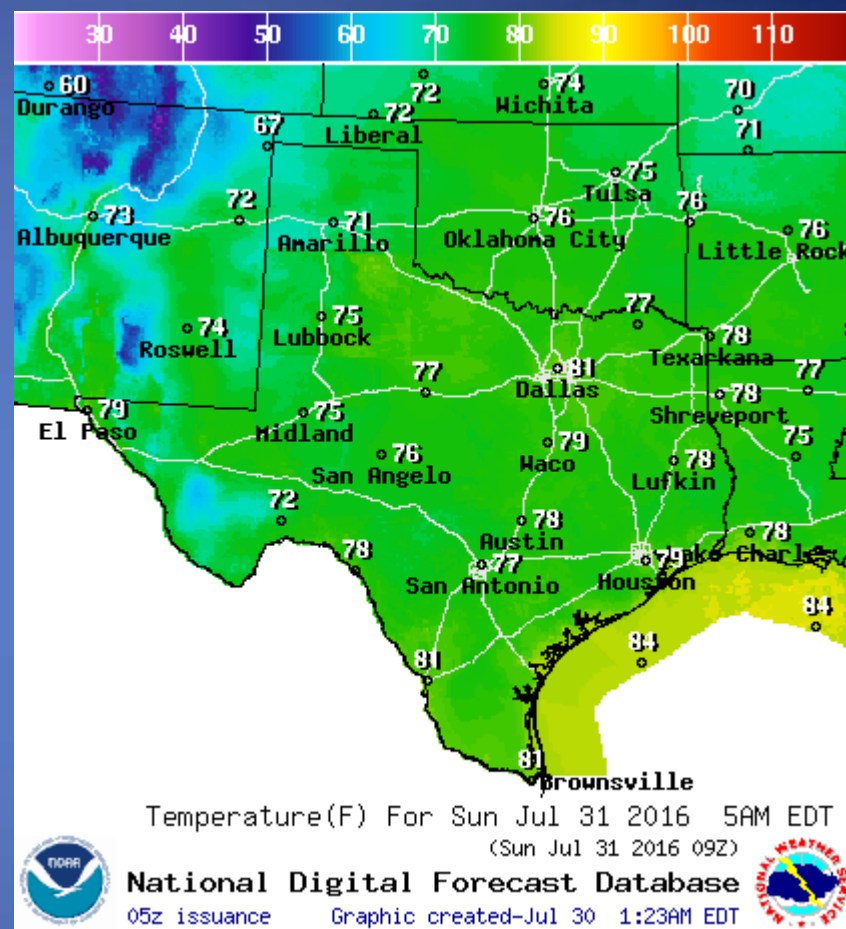 30 40 50 60 70 80 90 100 110
60 72 74
Durango Wichita 70
72
Liberal
67 71
75
Tulsa
73 72 71 76 76 76
Albuquerque Amarillo Oklahoma City Little Rock
74 75 77 78
Roswell Lubbock Texarkana
81
Dallas
79 75 77 78 77
El Paso Midland Shreveport
76 79 78 75
San Angelo Waco Lufkin
72 78 78
Austin Lake Charles
78 77 79
San Antonio Houston
84
84
81
81
Brownsville
Temperature(F) For Sun Jul 31 2016 5AM EDT
(Sun Jul 31 2016 09Z)
National Digital Forecast Database
05z issuance Graphic created-Jul 30 1:23AM EDT
NOAA
NATIONAL WEATHER SERVICE